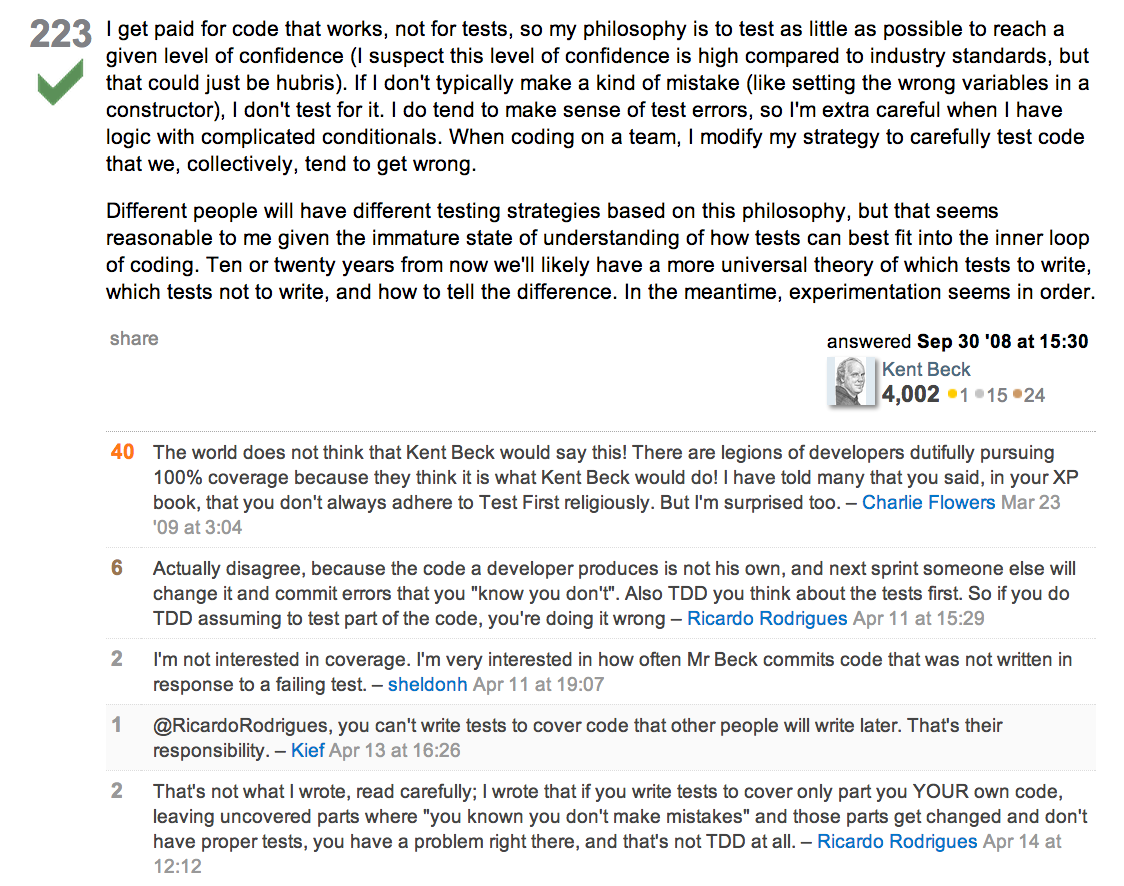 223
I get paid for code that works, not for tests, so my philosophy is to test as little as possible to reach a
given level of confidence (I suspect this level of confidence is high compared to industry standards, but
that could just be hubris). If I don't typically make a kind of mistake (like setting the wrong variables in a
constructor), I don't test for it. I do tend to make sense of test errors, so I'm extra careful when I have
logic with complicated conditionals. When coding on a team, I modify my strategy to carefully test code
that we, collectively, tend to get wrong.
Different people will have different testing strategies based on this philosophy, but that seems
reasonable to me given the immature state of understanding of how tests can best fit into the inner loop
of coding. Ten or twenty years from now we'll likely have a more universal theory of which tests to write,
which tests not to write, and how to tell the difference. In the meantime, experimentation seems in order.
share
answered Sep 30 '08 at 15:30
Kent Beck
4,002 1 15 24
40 The world does not think that Kent Beck would say this! There are legions of developers dutifully pursuing
100% coverage because they think it is what Kent Beck would do! I have told many that you said, in your XP
book, that you don't always adhere to Test First religiously. But I'm surprised too. – Charlie Flowers Mar 23
'09 at 3:04
6 Actually disagree, because the code a developer produces is not his own, and next sprint someone else will
change it and commit errors that you "know you don't". Also TDD you think about the tests first. So if you do
TDD assuming to test part of the code, you're doing it wrong – Ricardo Rodrigues Apr 11 at 15:29
2 I'm not interested in coverage. I'm very interested in how often Mr Beck commits code that was not written in
response to a failing test. – sheldonh Apr 11 at 19:07
1 @RicardoRodrigues, you can't write tests to cover code that other people will write later. That's their
responsibility. – Kief Apr 13 at 16:26
2 That's not what I wrote, read carefully; I wrote that if you write tests to cover only part you YOUR own code,
leaving uncovered parts where "you known you don't make mistakes" and those parts get changed and don't
have proper tests, you have a problem right there, and that's not TDD at all. – Ricardo Rodrigues Apr 14 at
12:12